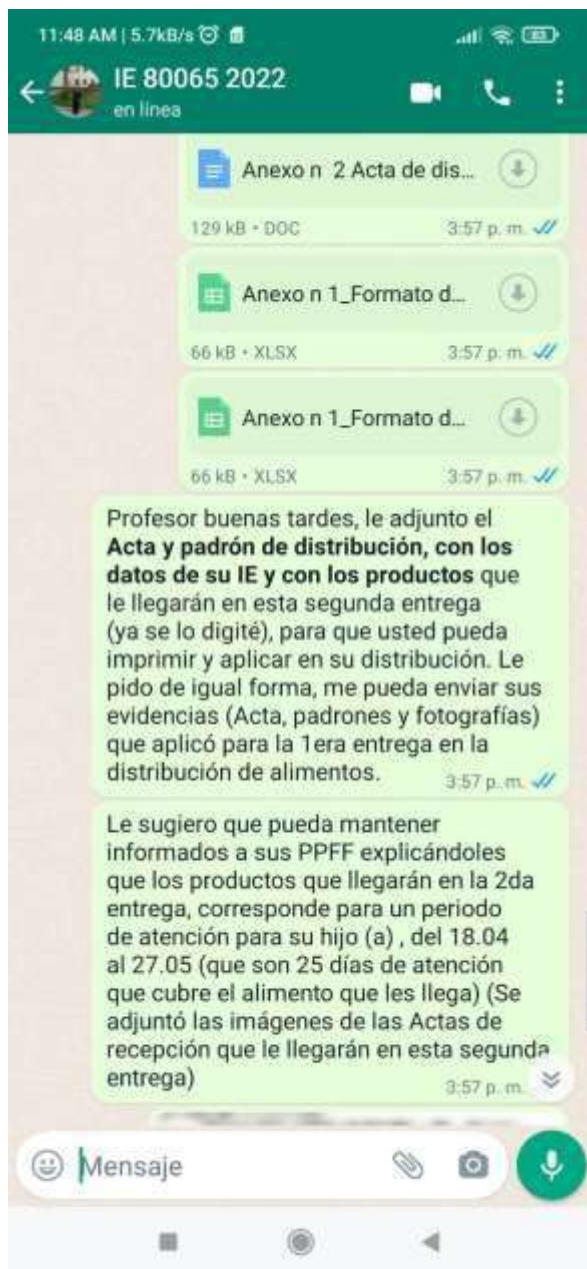 11:48 AM | 5.7kB/s
63
IE 80065 2022
en línea
Anexo n 2 Acta de dis...
129 kB • DOC
3:57 p. m.
Anexo n 1_Formato d...
66 kB • XLSX
3:57 p. m.
Anexo n 1_Formato d...
66 kB • XLSX
3:57 p. m.
Profesor buenas tardes, le adjunto el
Acta y padrón de distribución, con los
datos de su IE y con los productos que
le llegarán en esta segunda entrega
(ya se lo digité), para que usted pueda
imprimir y aplicar en su distribución. Le
pido de igual forma, me pueda enviar sus
evidencias (Acta, padrones y fotografías)
que aplicó para la 1era entrega en la
distribución de alimentos.
3:57 p. m.
Le sugiero que pueda mantener
informados a sus PPFF explicándoles
que los productos que llegarán en la 2da
entrega, corresponde para un periodo
de atención para su hijo (a) , del 18.04
al 27.05 (que son 25 días de atención
que cubre el alimento que les llega) (Se
adjuntó las imágenes de las Actas de
recepción que le llegarán en esta segunda
entrega)
3:57 p. m.
Mensaje